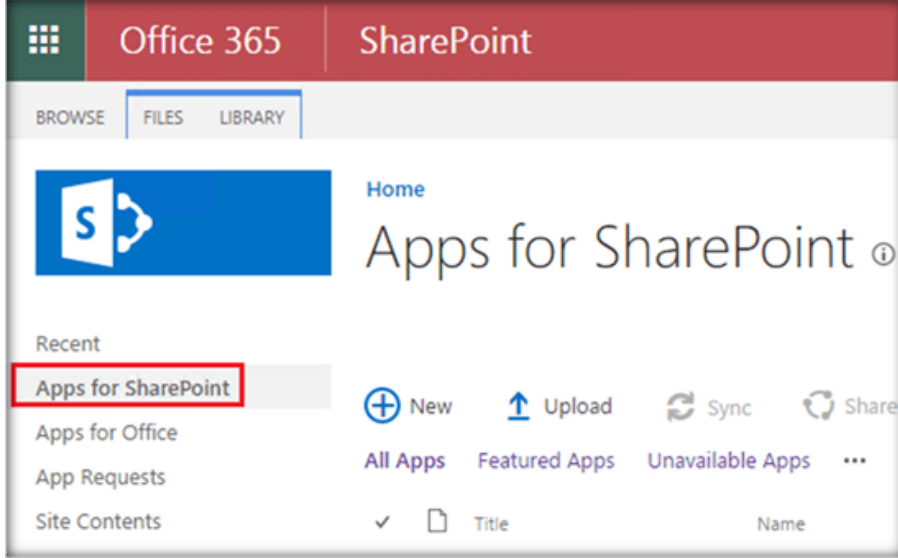 Office 365 SharePoint
BROWSE FILES LIBRARY
S
Home
Apps for SharePoint
Recent
Apps for SharePoint
Apps for Office
App Requests
Site Contents
New Upload Sync Share
All Apps Featured Apps Unavailable Apps ...
Title Name